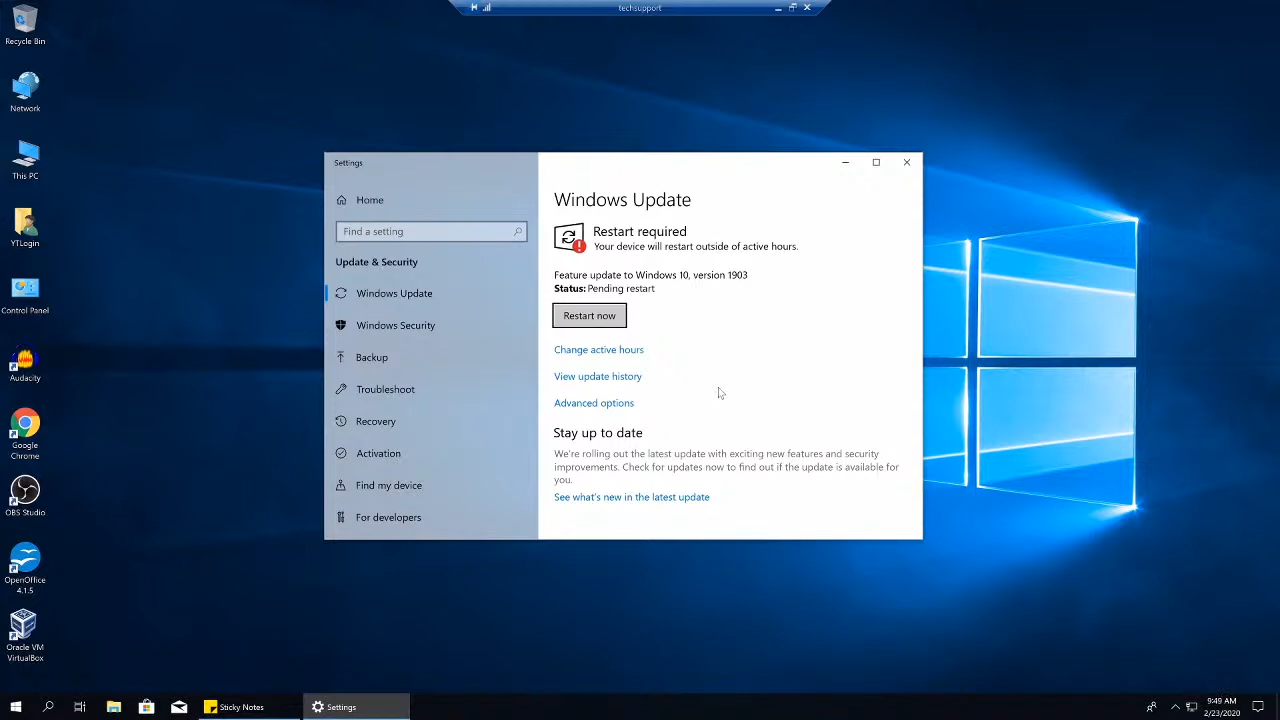 techsupport
Recycle Bin
Network
This PC
YTLogin
Control Panel
Audacity
Google
Chrome
OBS Studio
OpenOffice
4.1.5
Oracle VM
VirtualBox
Settings
Home
Find a setting
Update & Security
Windows Update
Windows Security
Backup
Troubleshoot
Recovery
Activation
Find my device
For developers
Windows Update
Restart required
Your device will restart outside of active hours.
Feature update to Windows 10, version 1903
Status: Pending restart
Restart now
Change active hours
View update history
Advanced options
Stay up to date
We're rolling out the latest update with exciting new features and security
improvements. Check for updates now to find out if the update is available for
you.
See what's new in the latest update
Sticky Notes
Settings
9:49 AM
2/23/2020